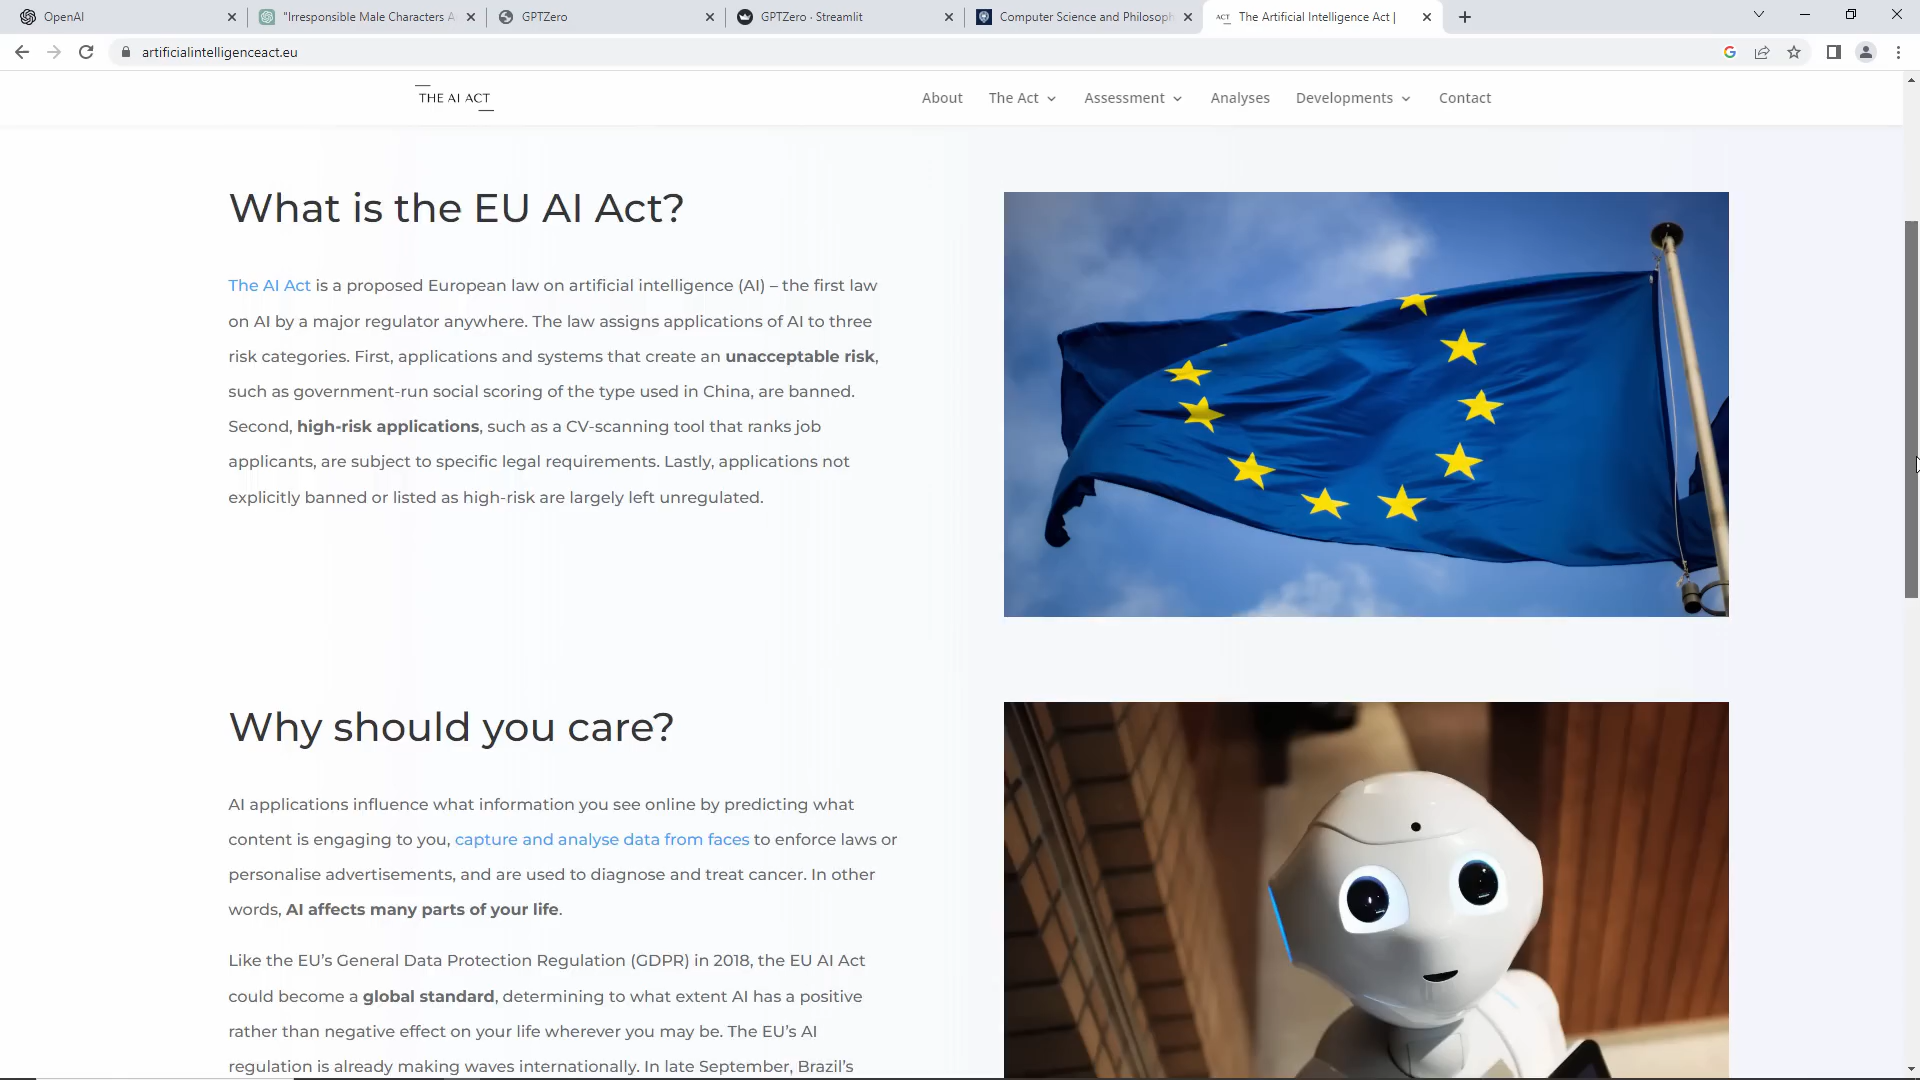 OpenAI
"Irresponsible Male Characters A
GPTZero
GPTZero · Streamlit
Computer Science and Philosoph
ACT
The Artificial Intelligence Act |
artificialintelligenceact.eu
THE AI ACT
About
The Act
Assessment
Analyses
Developments
Contact
What is the EU AI Act?
The AI Act is a proposed European law on artificial intelligence (AI) – the first law
on AI by a major regulator anywhere. The law assigns applications of AI to three
risk categories. First, applications and systems that create an unacceptable risk,
such as government-run social scoring of the type used in China, are banned.
Second, high-risk applications, such as a CV-scanning tool that ranks job
applicants, are subject to specific legal requirements. Lastly, applications not
explicitly banned or listed as high-risk are largely left unregulated.
Why should you care?
AI applications influence what information you see online by predicting what
content is engaging to you, capture and analyse data from faces to enforce laws or
personalise advertisements, and are used to diagnose and treat cancer. In other
words, AI affects many parts of your life.
Like the EU’s General Data Protection Regulation (GDPR) in 2018, the EU AI Act
could become a global standard, determining to what extent AI has a positive
rather than negative effect on your life wherever you may be. The EU’s AI
regulation is already making waves internationally. In late September, Brazil’s